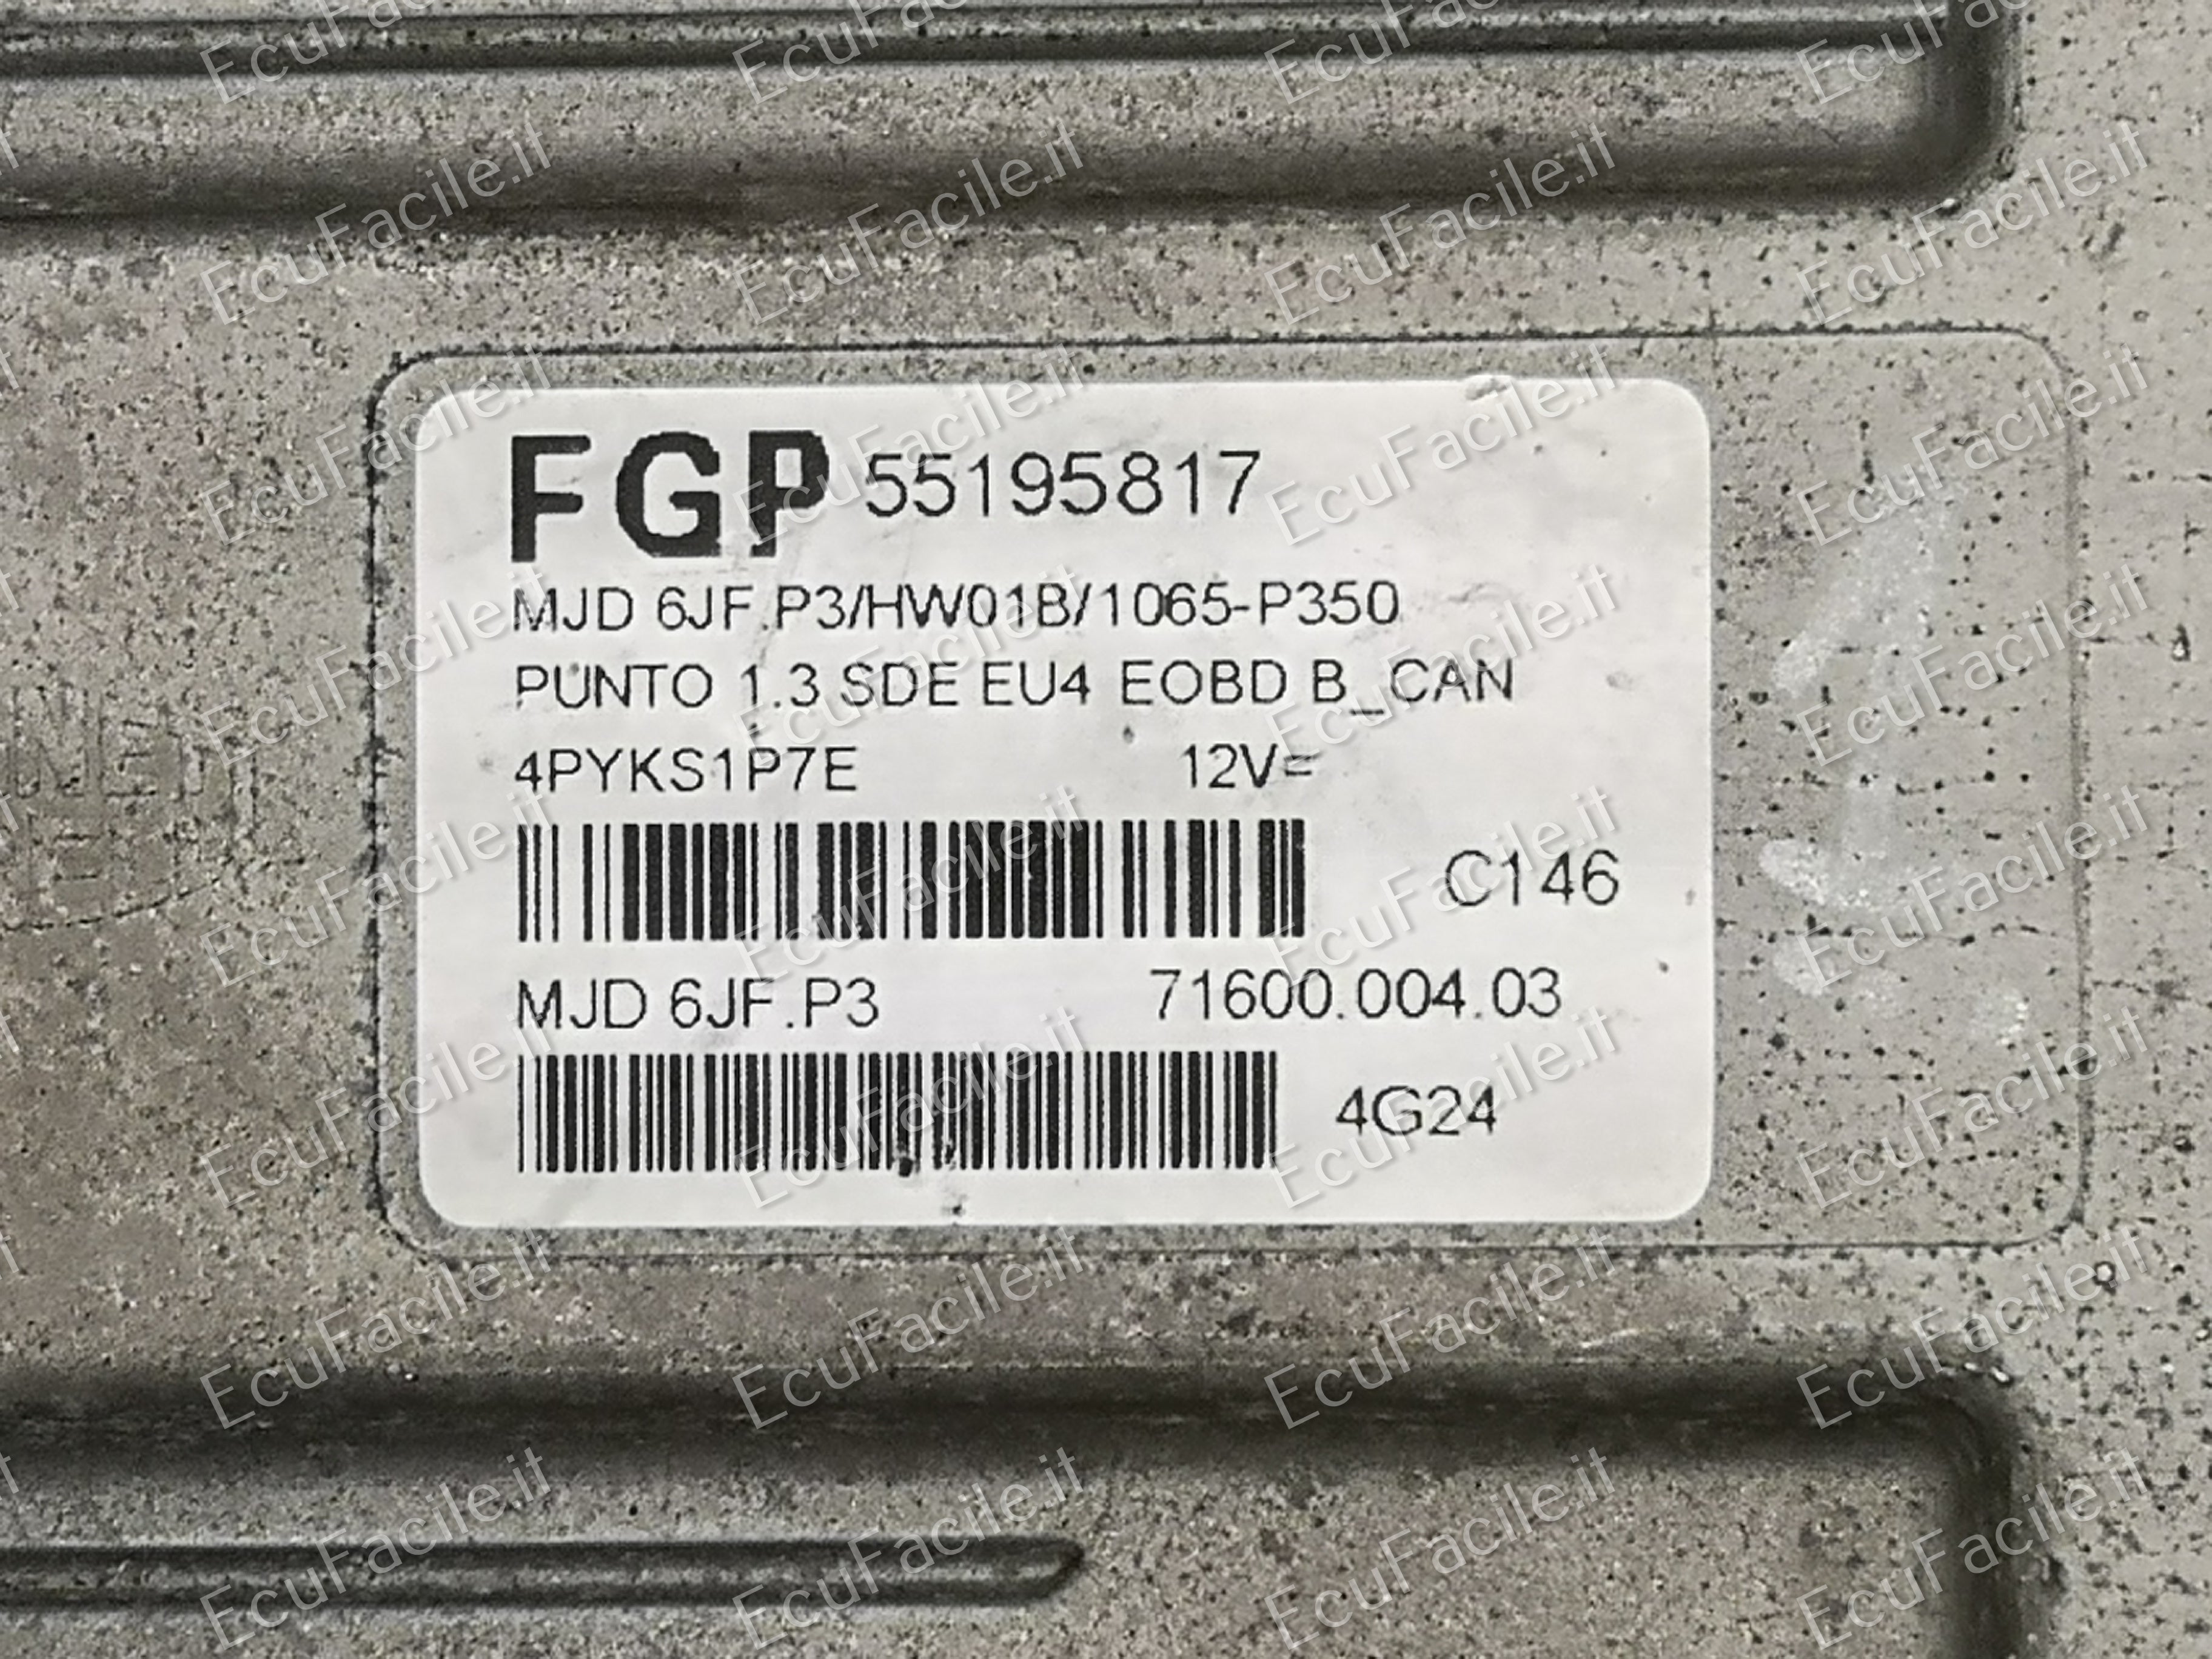 FGP 55195817
MJD 6JF.P3/HW01B/1065-P350
PUNTO 1.3 SDE EU4 EOBD B_CAN
4PYKS1P7E 12V=
C146
MJD 6JF.P3 71600.004.03
4G24
EcuFacile.it